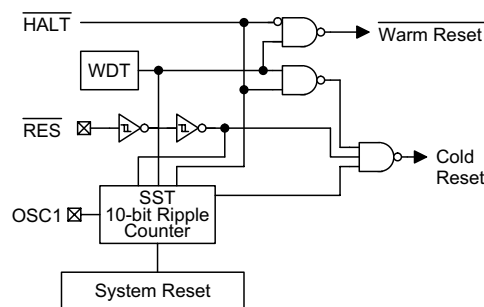 HALT
Warm Reset
WDT
RES
Cold
Reset
SST
10-bit Ripple
Counter
OSC1
System Reset